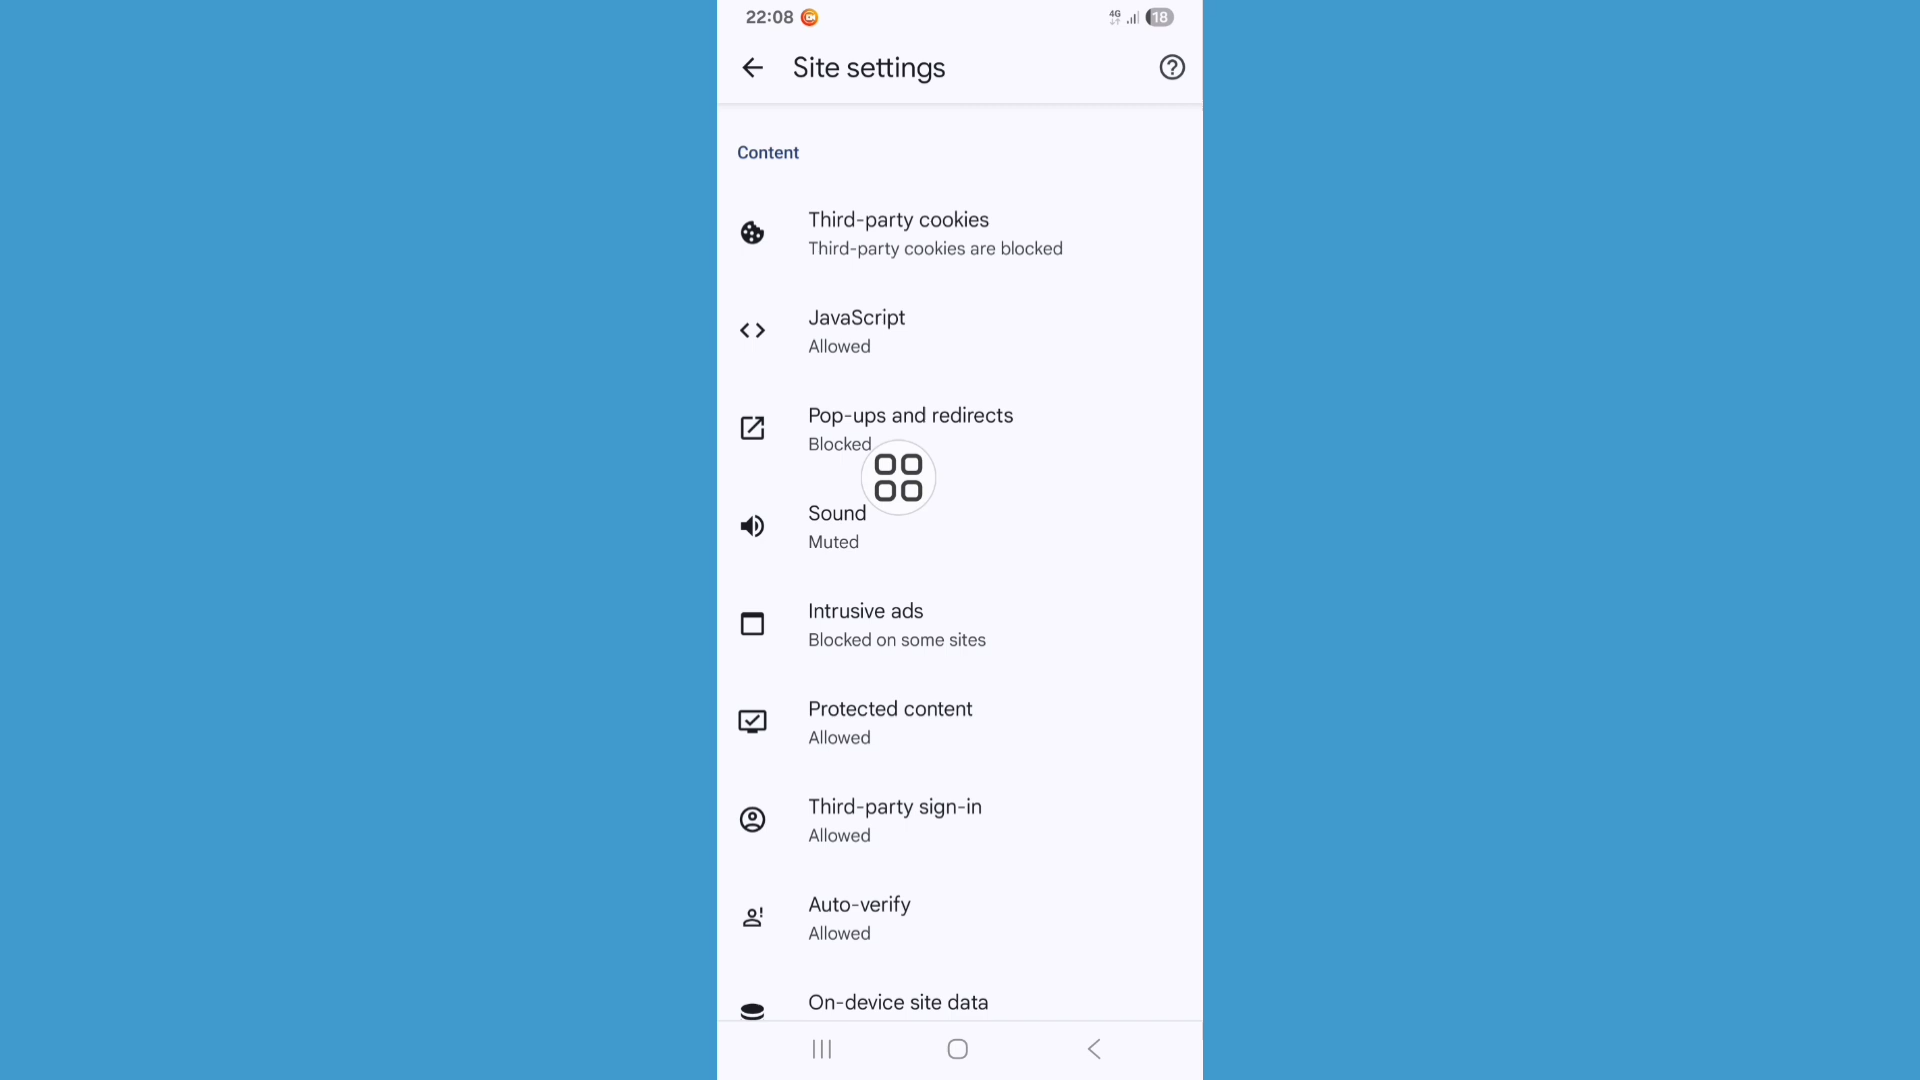 22:08
4G
18
Site settings
Content
Third-party cookies
Third-party cookies are blocked
JavaScript
Allowed
Pop-ups and redirects
Blocked
Sound
Muted
Intrusive ads
Blocked on some sites
Protected content
Allowed
Third-party sign-in
Allowed
Auto-verify
Allowed
On-device site data